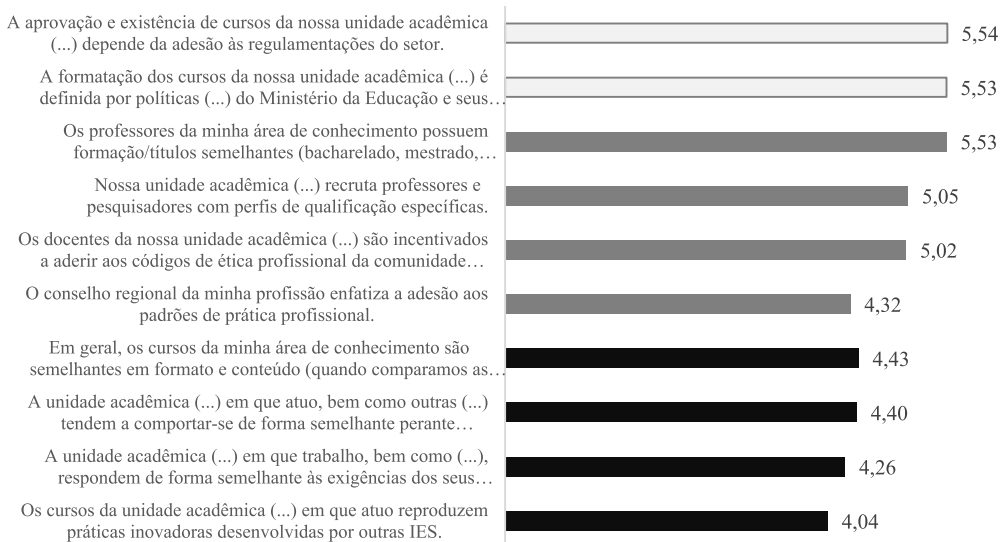 A aprovação e existência de cursos da nossa unidade acadêmica
(...) depende da adesão às regulamentações do setor.
5,54
A formatação dos cursos da nossa unidade acadêmica (...) é
definida por políticas (...) do Ministério da Educação e seus…
5,53
Os professores da minha área de conhecimento possuem
formação/títulos semelhantes (bacharelado, mestrado,…
5,53
Nossa unidade acadêmica (...) recruta professores e
pesquisadores com perfis de qualificação específicas.
5,05
Os docentes da nossa unidade acadêmica (...) são incentivados
a aderir aos códigos de ética profissional da comunidade…
5,02
O conselho regional da minha profissão enfatiza a adesão aos
padrões de prática profissional.
4,32
Em geral, os cursos da minha área de conhecimento são
semelhantes em formato e conteúdo (quando comparamos as…
4,43
A unidade acadêmica (...) em que atuo, bem como outras (...)
tendem a comportar-se de forma semelhante perante…
4,40
A unidade acadêmica (...) em que trabalho, bem como (...),
respondem de forma semelhante às exigências dos seus…
4,26
Os cursos da unidade acadêmica (...) em que atuo reproduzem
práticas inovadoras desenvolvidas por outras IES.
4,04